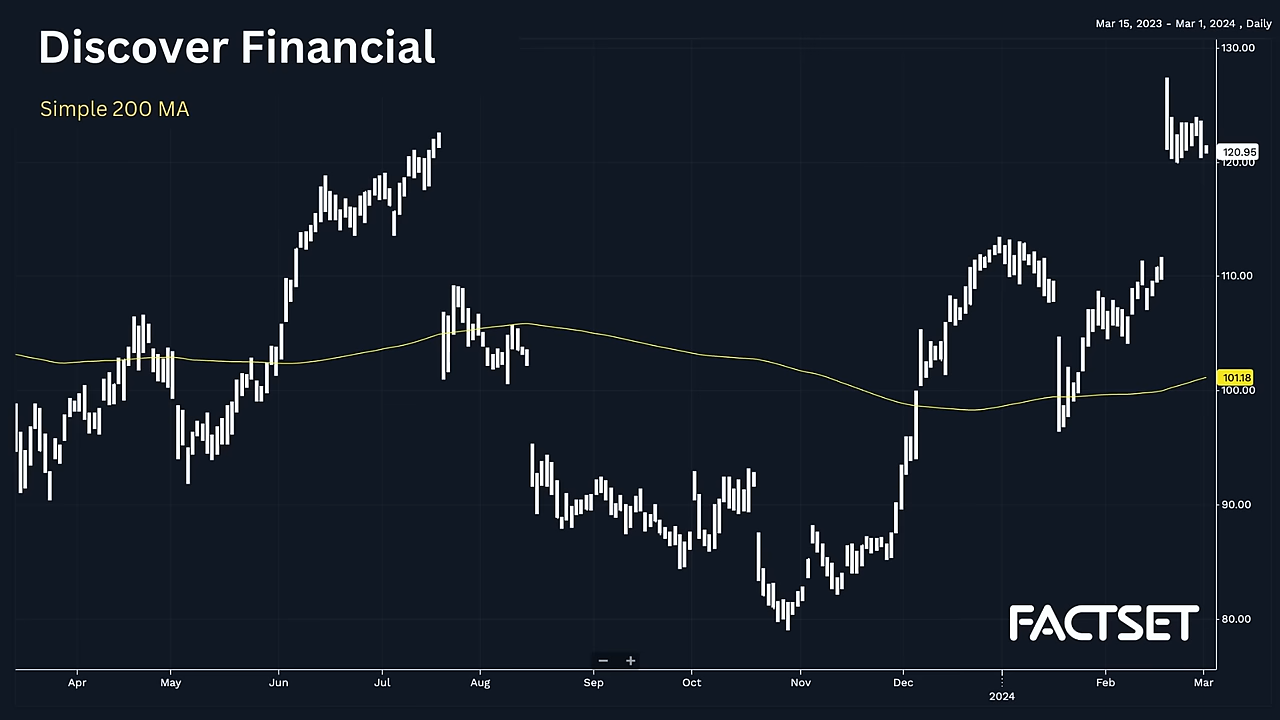 Mar 15, 2023 - Mar 1, 2024 , Daily
Discover Financial
Simple 200 MA
130.00
120.95
120.00
110.00
101.18
100.00
90.00
80.00
FACTSET
− +
Apr May Jun Jul Aug Sep Oct Nov Dec Feb Mar
2024